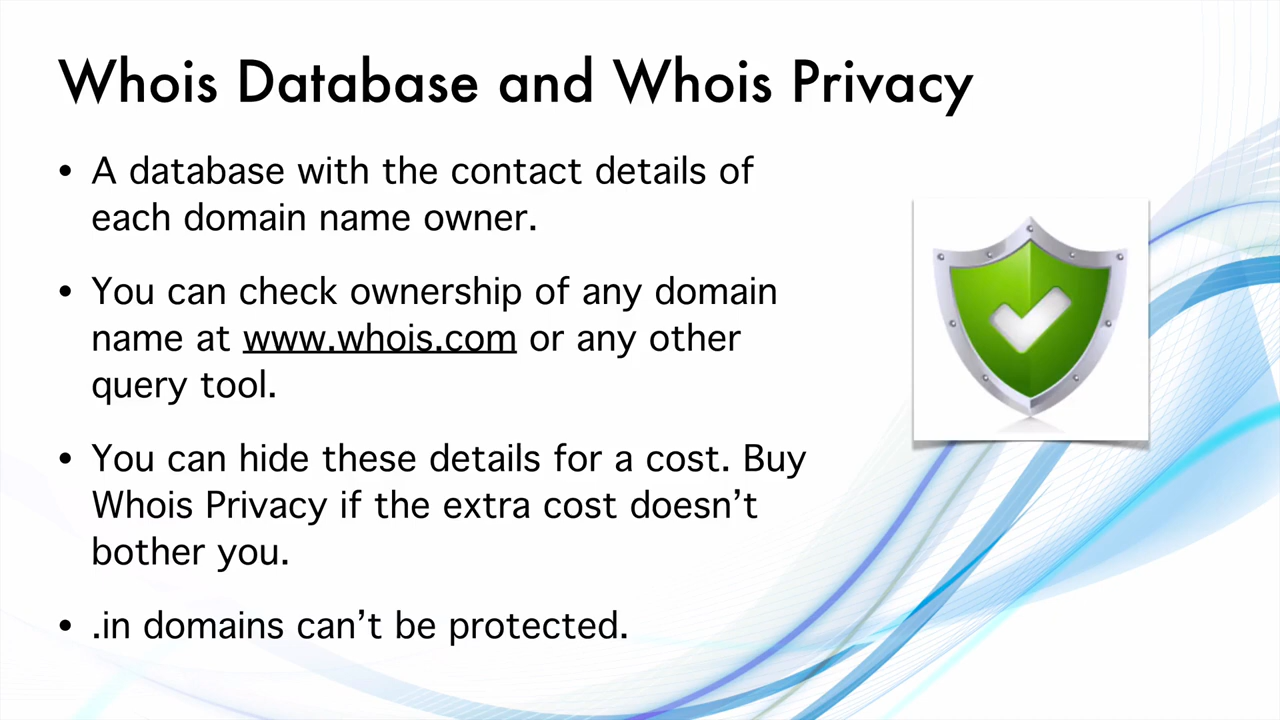 Whois Database and Whois Privacy
• A database with the contact details of
each domain name owner.
• You can check ownership of any domain
name at www.whois.com or any other
query tool.
• You can hide these details for a cost. Buy
Whois Privacy if the extra cost doesn’t
bother you.
• .in domains can’t be protected.